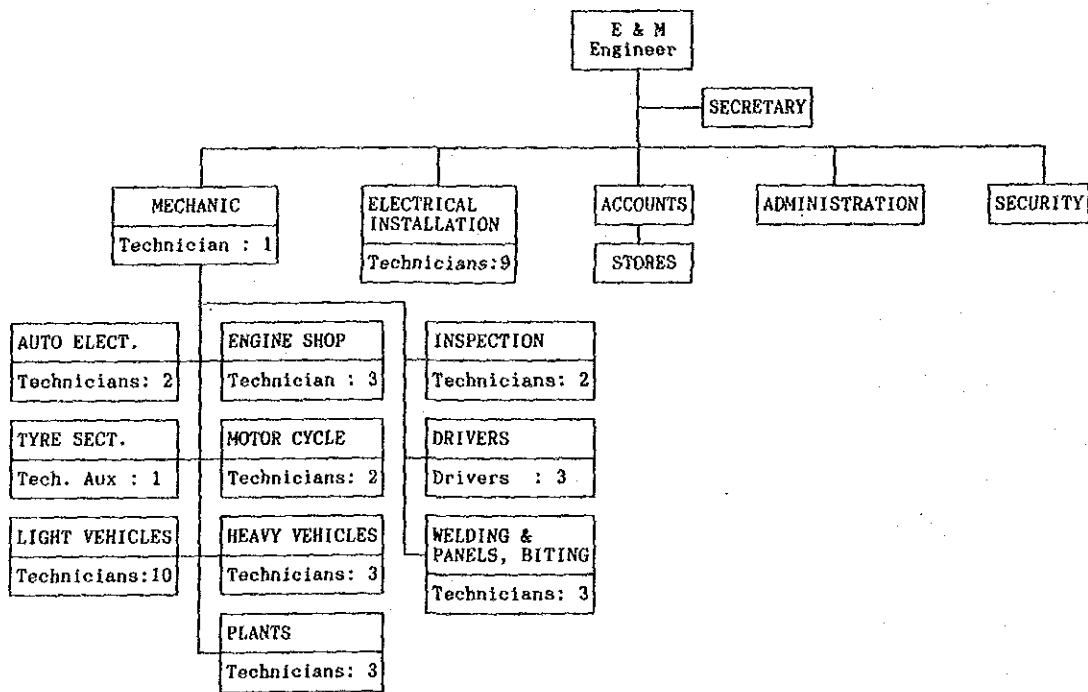 E & M
Engineer
SECRETARY
MECHANIC
Technician : 1
ELECTRICAL
INSTALLATION
Technicians:9
ACCOUNTS
STORES
ADMINISTRATION
SECURITY
AUTO ELECT.
Technicians: 2
ENGINE SHOP
Technician : 3
INSPECTION
Technicians: 2
TYRE SECT.
Tech. Aux : 1
MOTOR CYCLE
Technicians: 2
DRIVERS
Drivers : 3
LIGHT VEHICLES
Technicians:10
HEAVY VEHICLES
Technicians: 3
WELDING &
PANELS, BITING
Technicians: 3
PLANTS
Technicians: 3